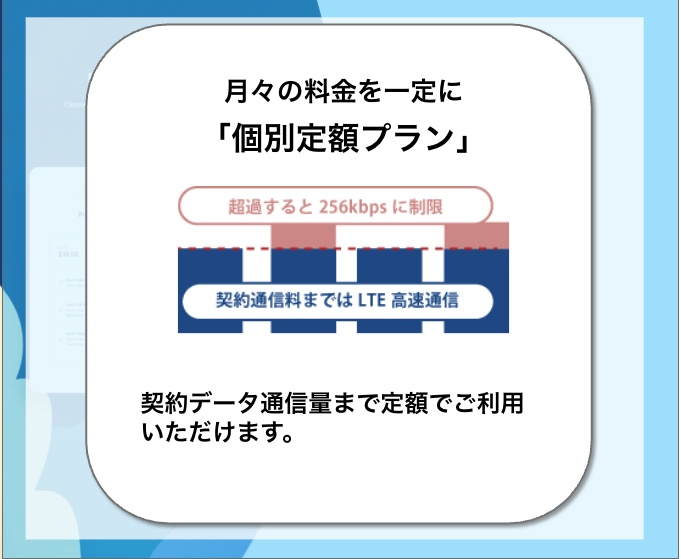 月々の料金を一定に
「個別定額プラン」
超過すると 256kbps に制限
契約通信料までは LTE 高速通信
契約データ通信量まで定額でご利用
いただけます。